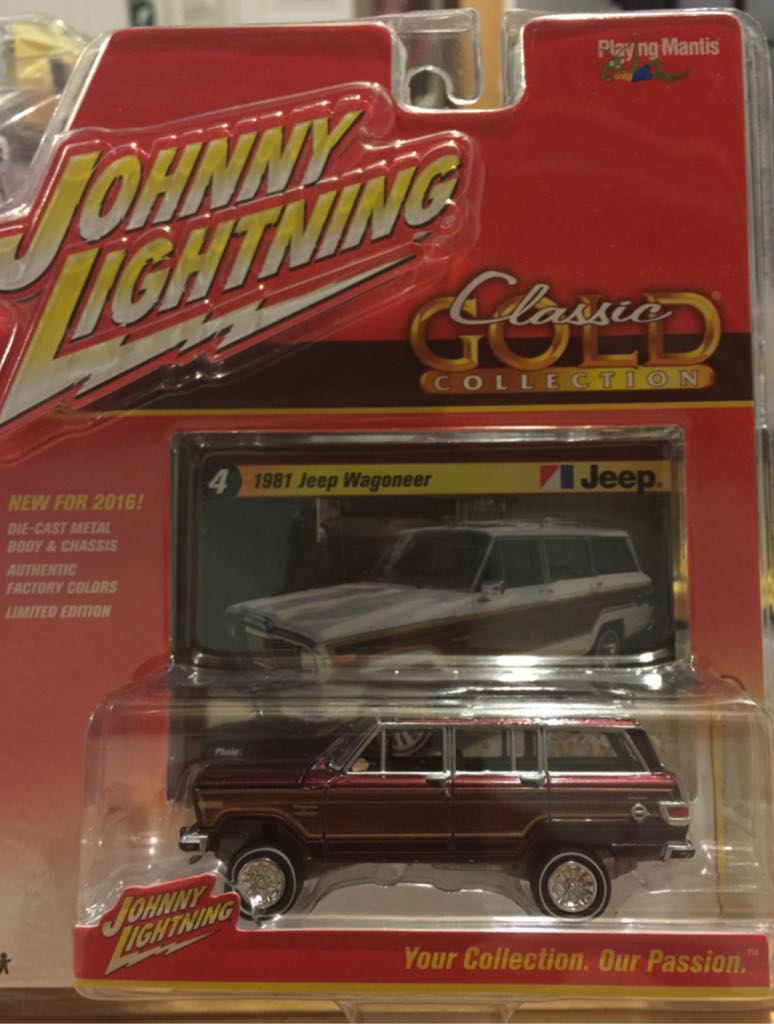 Playing Mantis
JOHNNY
LIGHTNING®
Classic
GOLD®
COLLECTION
4 1981 Jeep Wagoneer Jeep®
NEW FOR 2016!
DIE-CAST METAL
BODY & CHASSIS
AUTHENTIC
FACTORY COLORS
LIMITED EDITION
JOHNNY
LIGHTNING
Your Collection. Our Passion.™